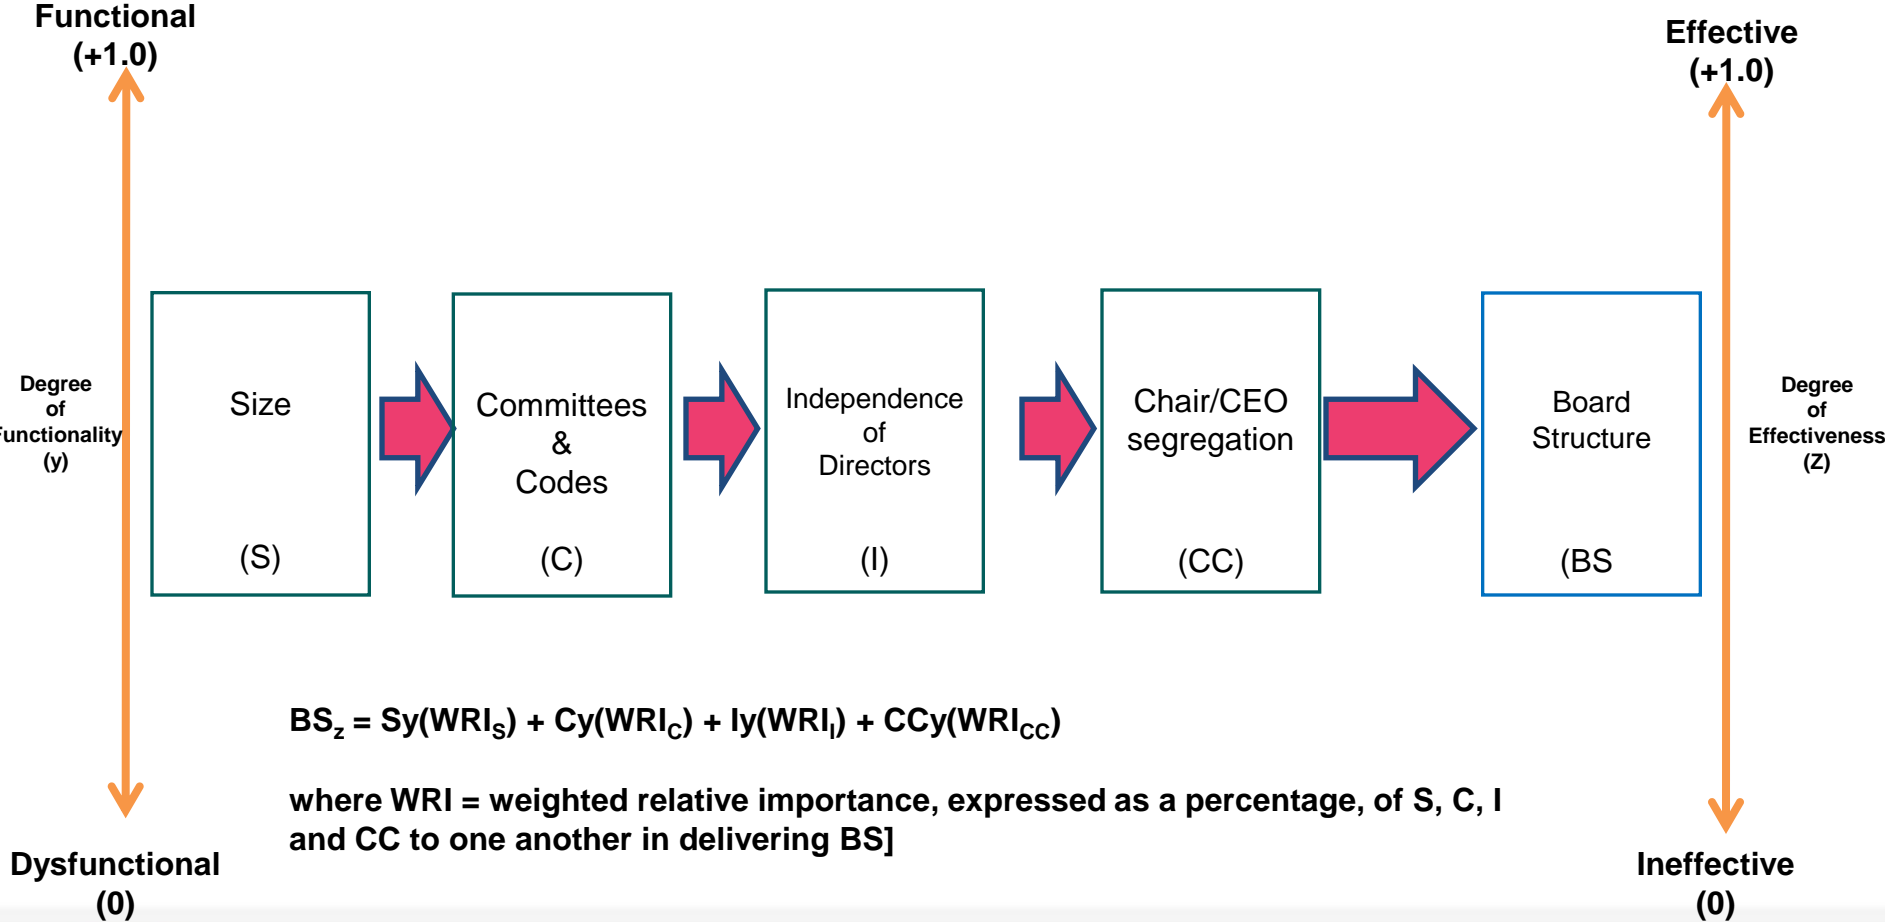 Functional
(+1.0)
Effective
(+1.0)
Degree
of
Functionality
(y)
Size
(S)
Committees
&
Codes
(C)
Independence
of
Directors
(I)
Chair/CEO
segregation
(CC)
Board
Structure
(BS
Degree
of
Effectiveness
(Z)
BSz = Sy(WRIS) + Cy(WRIC) + Iy(WRII) + CCy(WRICC)
where WRI = weighted relative importance, expressed as a percentage, of S, C, I
and CC to one another in delivering BS]
Dysfunctional
(0)
Ineffective
(0)